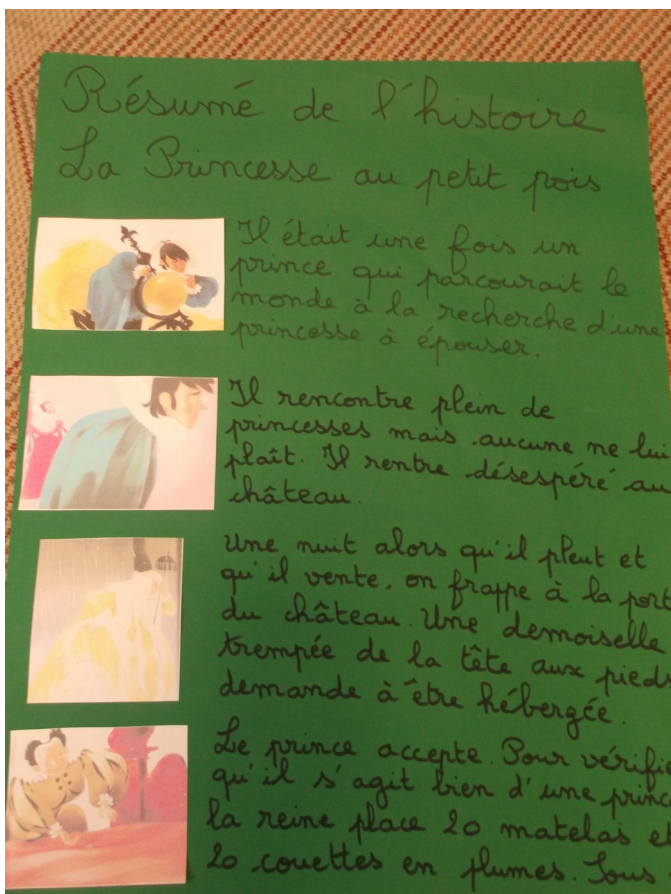 Résumé de l'histoire
La Princesse au petit pois
Il était une fois un
prince qui parcourait le
monde à la recherche d'une
princesse à épouser.
Il rencontre plein de
princesses mais aucune ne lui
plaît. Il rentre désespéré au
château.
Une nuit alors qu'il pleut et
qu'il vente, on frappe à la port
du château. Une demoiselle
trempée de la tête aux pieds
demande à être hébergée.
Le prince accepte. Pour vérifie
qu'il s'agit bien d'une princ
la reine place 20 matelas et
20 couettes en plumes. Sous